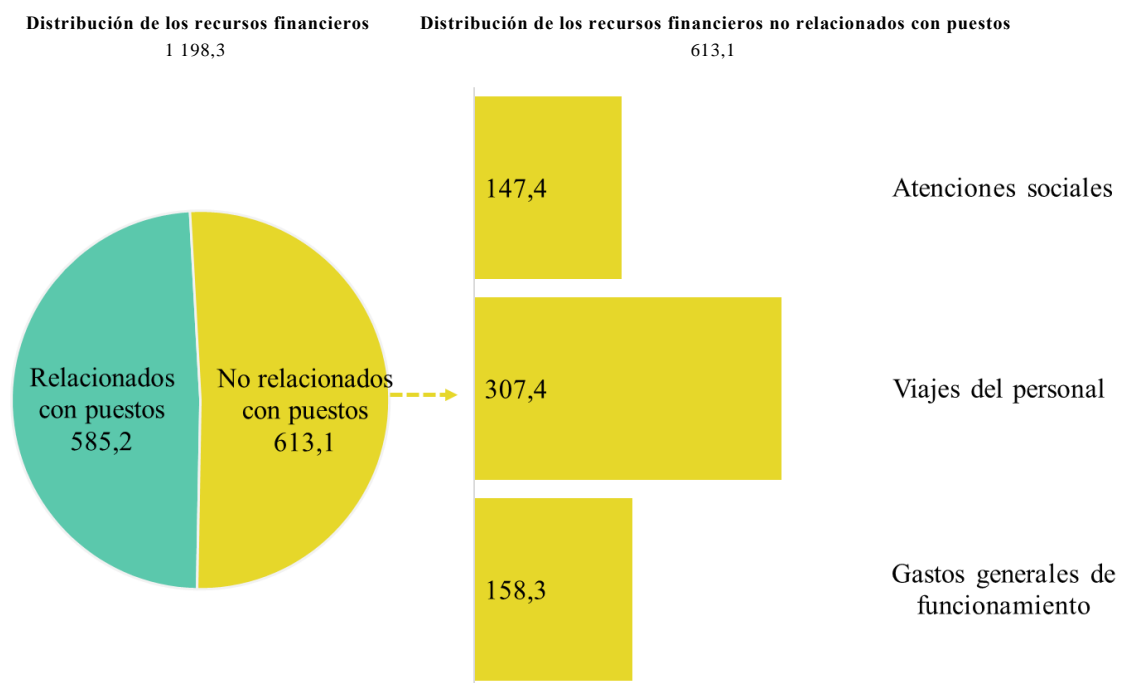 Distribución de los recursos financieros
1 198,3
Distribución de los recursos financieros no relacionados con puestos
613,1
Relacionados
con puestos
585,2
No relacionados
con puestos
613,1
147,4
Atenciones sociales
307,4
Viajes del personal
158,3
Gastos generales de
funcionamiento